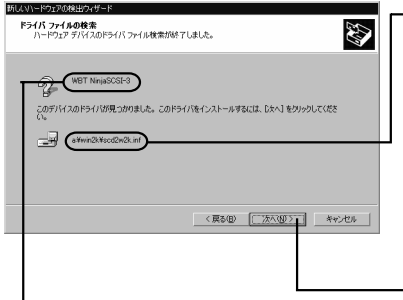 新しいハードウェアの検出ウィザード
ドライバ ファイルの検索
ハードウェア デバイスのドライバ ファイル検索が終了しました。
WBT NinjaSCSI-3
このデバイスのドライバが見つかりました。このドライバをインストールするには、[次へ] をクリックしてくださ
い。
a:¥win2k¥scd2w2k.inf
< 戻る(B)
次へ(N) >
キャンセル